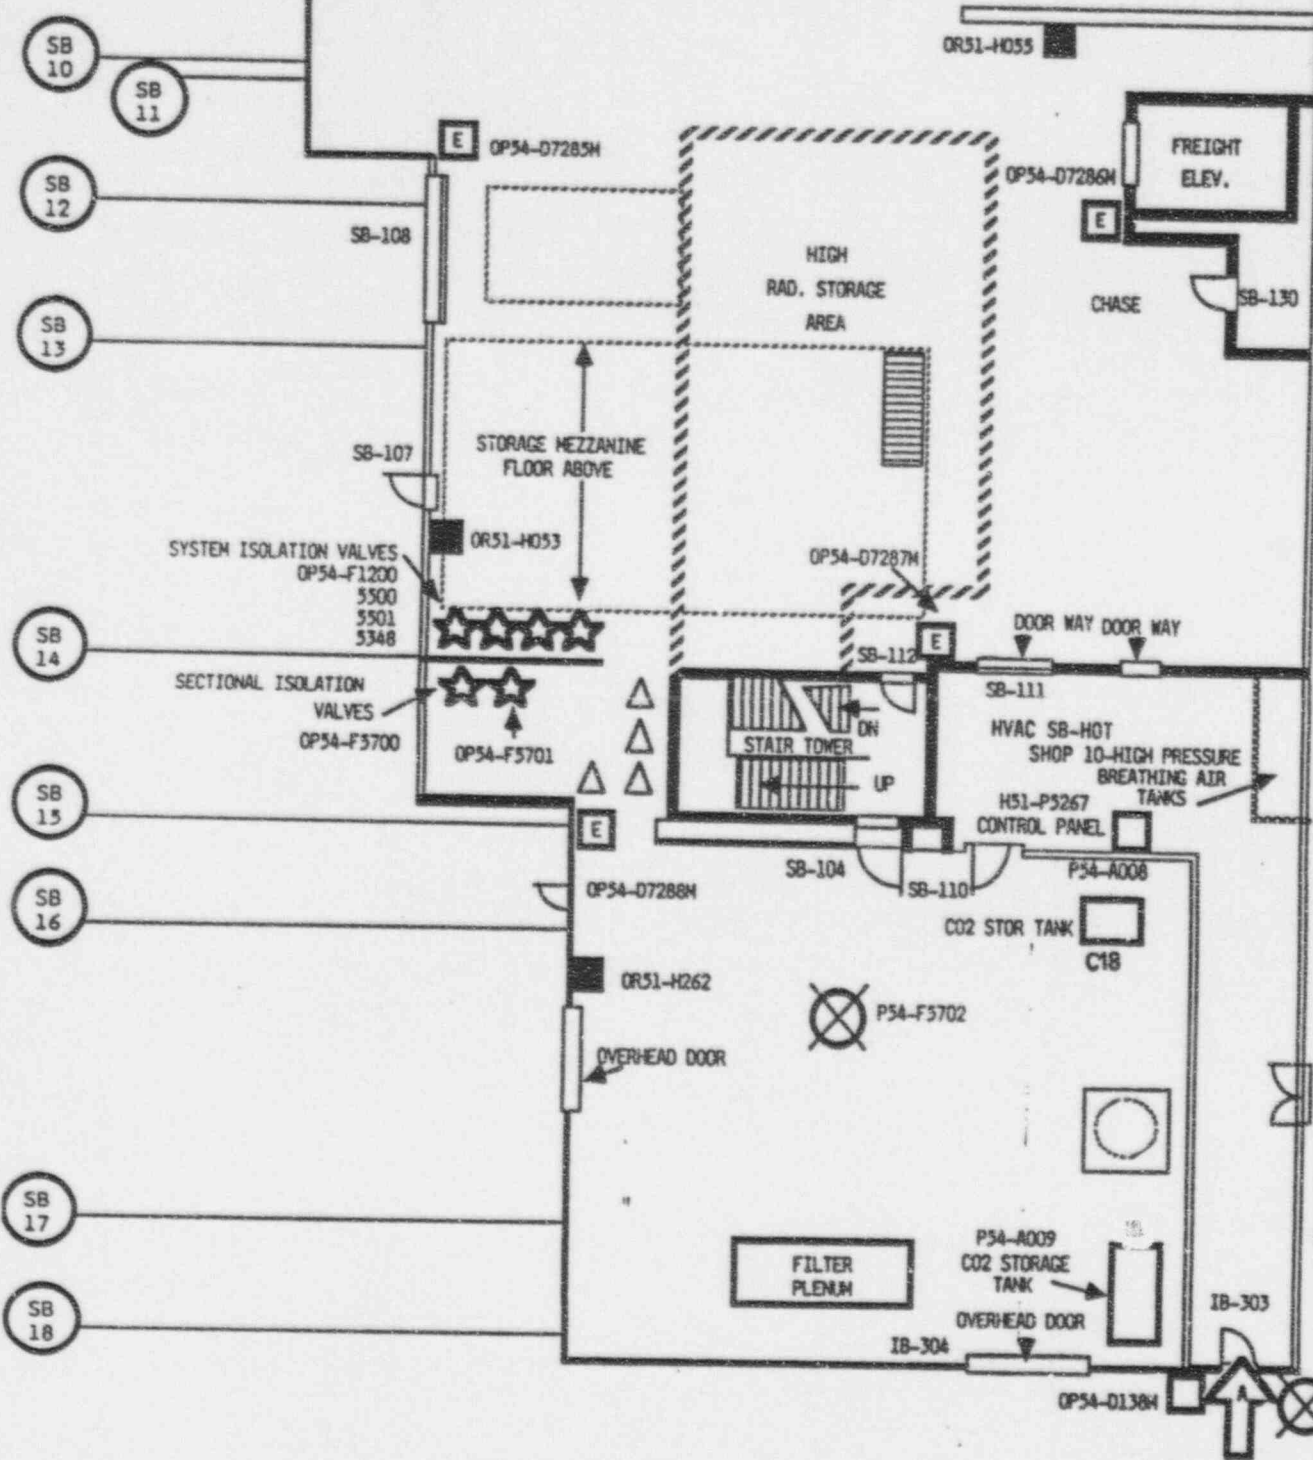 SB
10
SB
11
OR51-H055
E
OP54-D7285M
FREIGHT
ELEV.
OP54-D7286M
SB
12
E
SB-108
HIGH
RAD. STORAGE
AREA
CHASE
SB-130
SB
13
STORAGE MEZZANINE
FLOOR ABOVE
SB-107
OR51-H053
SYSTEM ISOLATION VALVES
OP54-F1200
5500
5501
5348
OP54-D7287M
SB
14
DOOR WAY
DOOR WAY
SB-112
E
SECTIONAL ISOLATION
VALVES
OP54-F5700
OP54-F5701
SB-111
DN
STAIR TOWER
UP
HVAC SB-HOT
SHOP 10-HIGH PRESSURE
BREATHING AIR
TANKS
SB
15
H51-P5267
CONTROL PANEL
E
SB-104
P54-A008
SB
16
OP54-D7288M
SB-110
CO2 STOR TANK
C18
OR51-H262
P54-F5702
OVERHEAD DOOR
SB
17
P54-A009
CO2 STORAGE
TANK
FILTER
PLENUM
SB
18
IB-303
OVERHEAD DOOR
IB-304
OP54-D138M
A